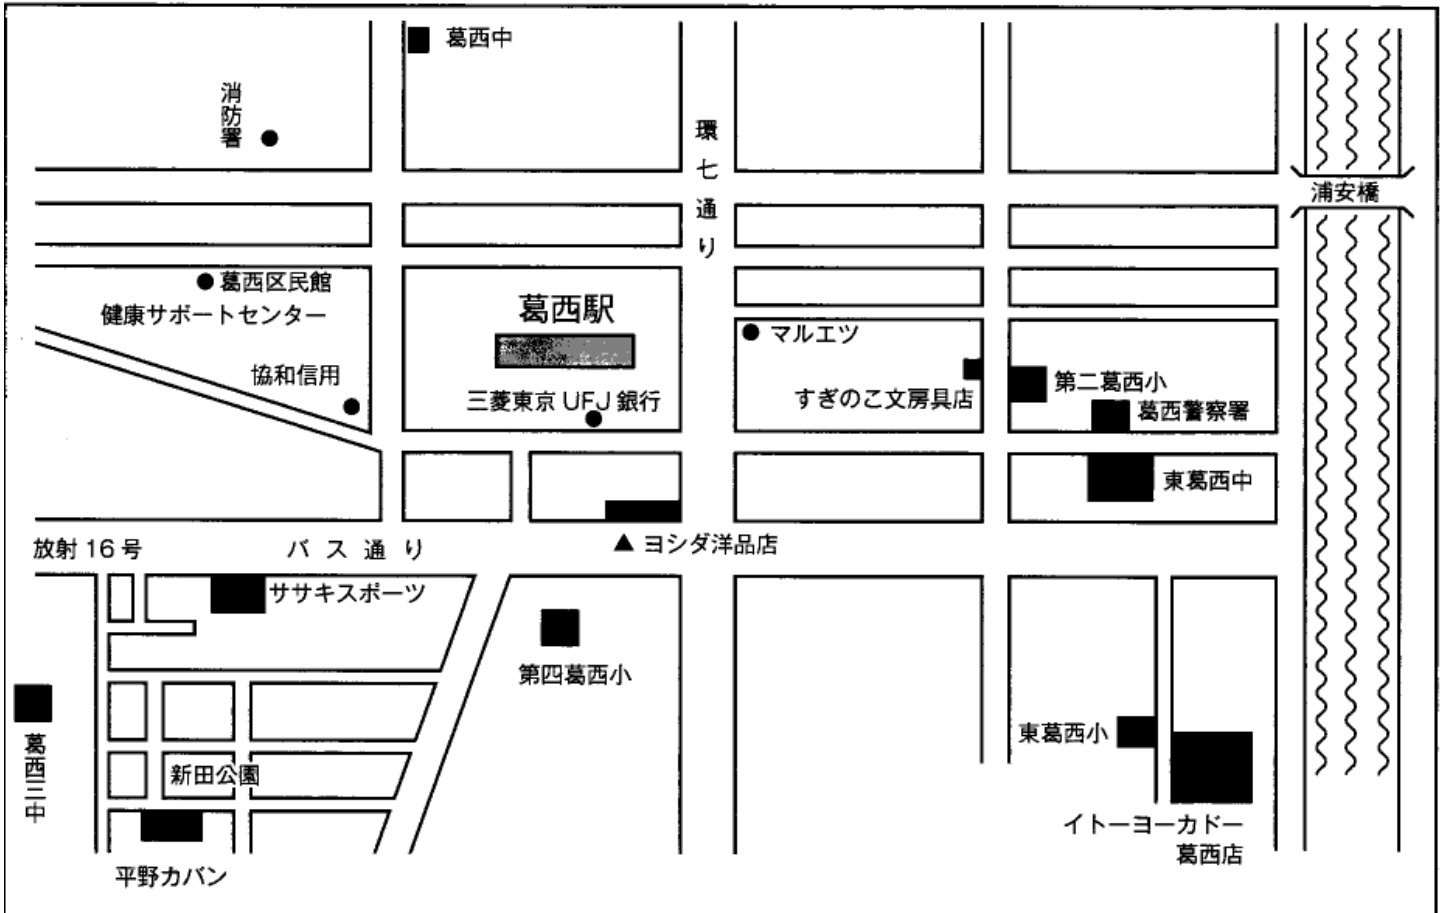 葛西中
消防署
環七通り
浦安橋
葛西区民館
健康サポートセンター
葛西駅
マルエツ
協和信用
三菱東京UFJ銀行
すぎのこ文房具店
第二葛西小
葛西警察署
東葛西中
放射16号
バス通り
▲ヨシダ洋品店
ササキスポーツ
第四葛西小
葛西三中
新田公園
東葛西小
イトーヨーカドー
葛西店
平野カバン